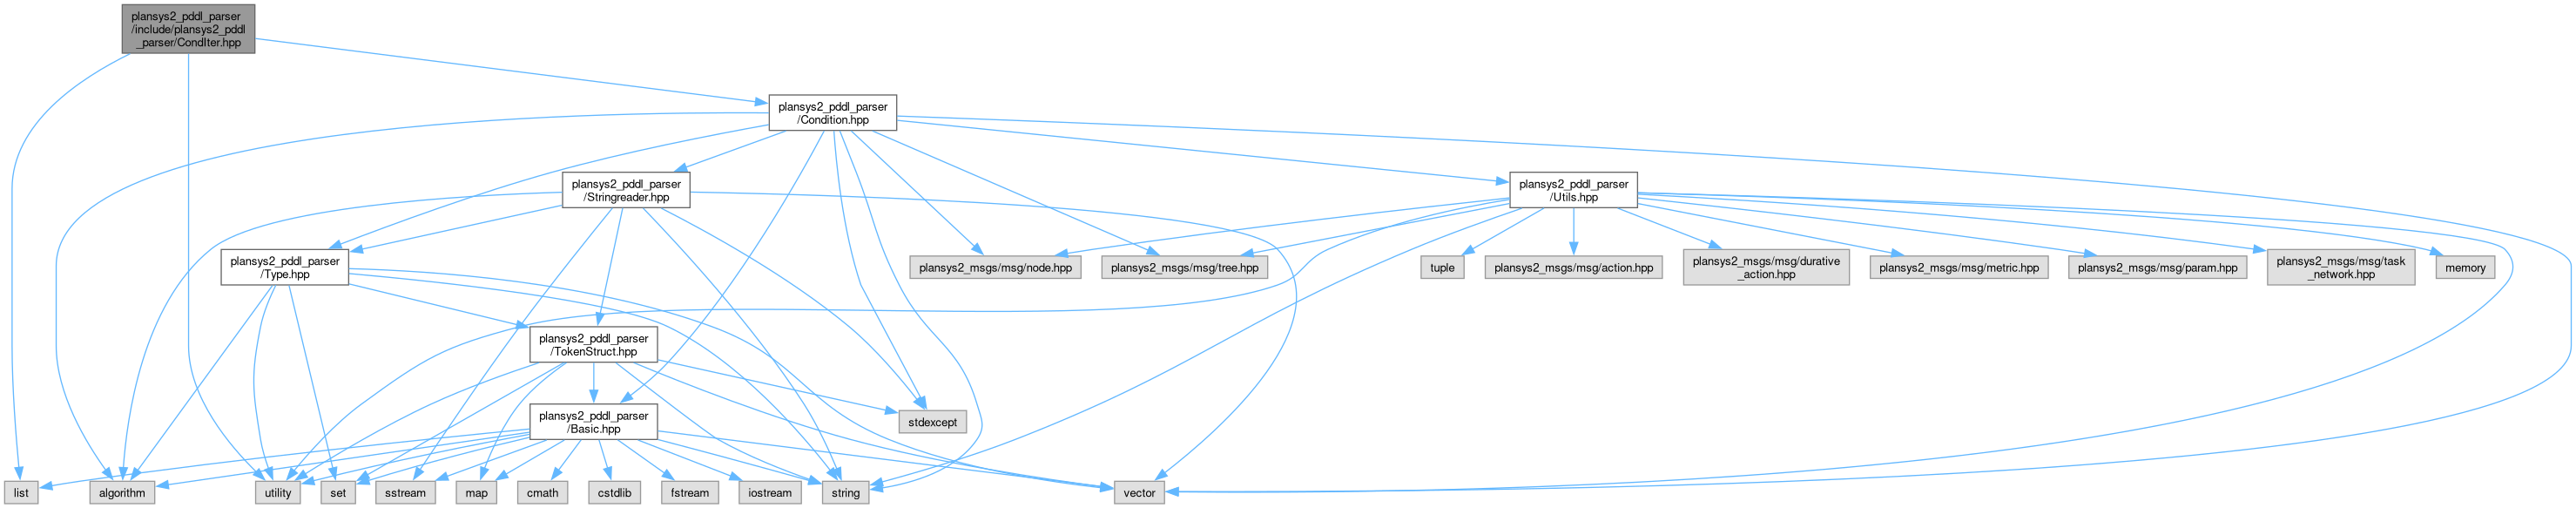 plansys2_pddl_parser
/include/plansys2_pddl
_parser/CondIter.hpp
plansys2_pddl_parser
/Condition.hpp
plansys2_pddl_parser
/Stringreader.hpp
plansys2_pddl_parser
/Utils.hpp
plansys2_pddl_parser
/Type.hpp
plansys2_msgs/msg/node.hpp
plansys2_msgs/msg/tree.hpp
tuple
plansys2_msgs/msg/action.hpp
plansys2_msgs/msg/durative
_action.hpp
plansys2_msgs/msg/metric.hpp
plansys2_msgs/msg/param.hpp
plansys2_msgs/msg/task
_network.hpp
memory
plansys2_pddl_parser
/TokenStruct.hpp
plansys2_pddl_parser
/Basic.hpp
stdexcept
list
algorithm
utility
set
sstream
map
cmath
cstdlib
fstream
iostream
string
vector